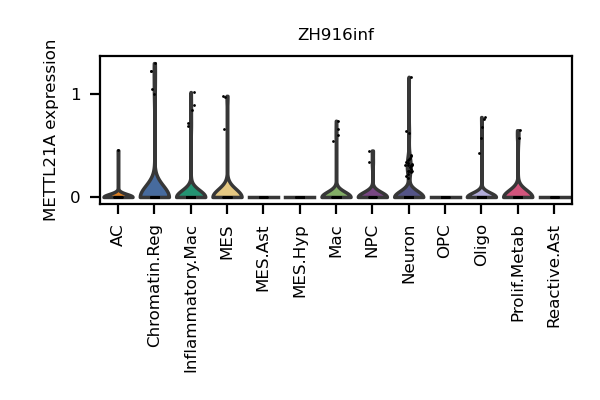 ZH916inf
METTL21A expression
1
0
AC
Chromatin.Reg
Inflammatory.Mac
MES
MES.Ast
MES.Hyp
Mac
NPC
Neuron
OPC
Oligo
Prolif.Metab
Reactive.Ast